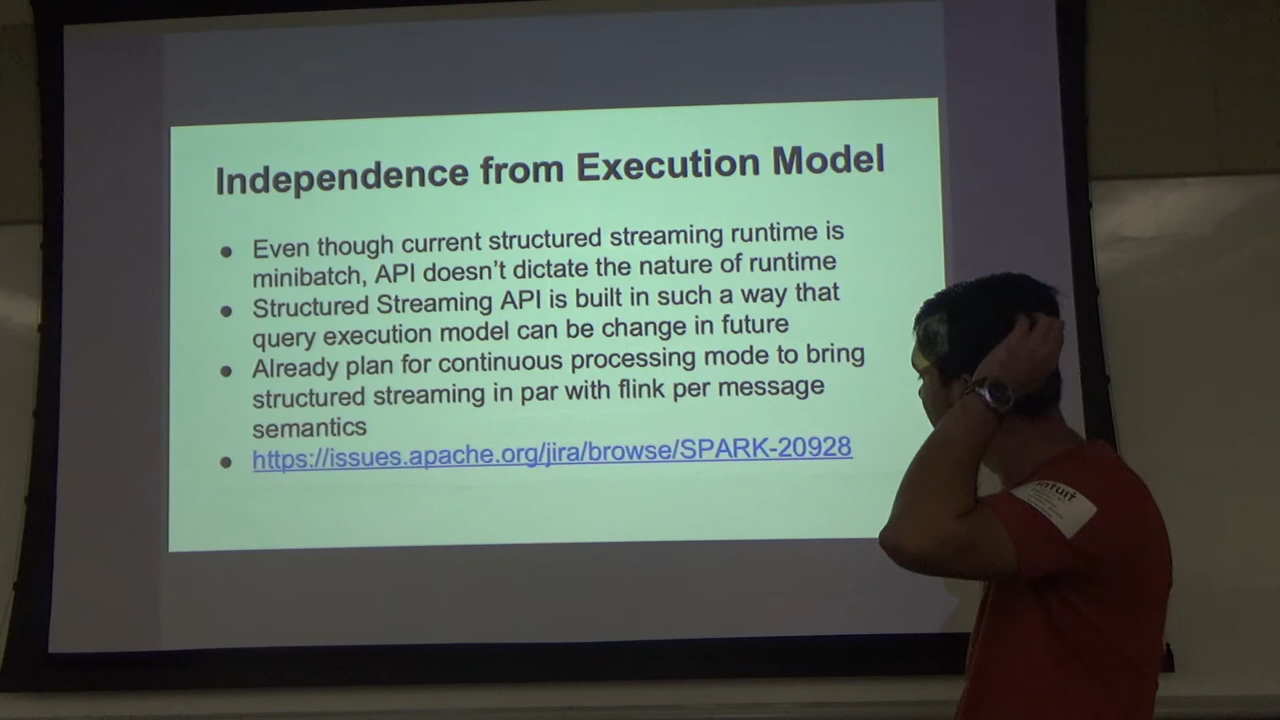 Independence from Execution Model
● Even though current structured streaming runtime is
minibatch, API doesn't dictate the nature of runtime
● Structured Streaming API is built in such a way that
query execution model can be change in future
● Already plan for continuous processing mode to bring
structured streaming in par with flink per message
semantics
● https://issues.apache.org/jira/browse/SPARK-20928
intuit